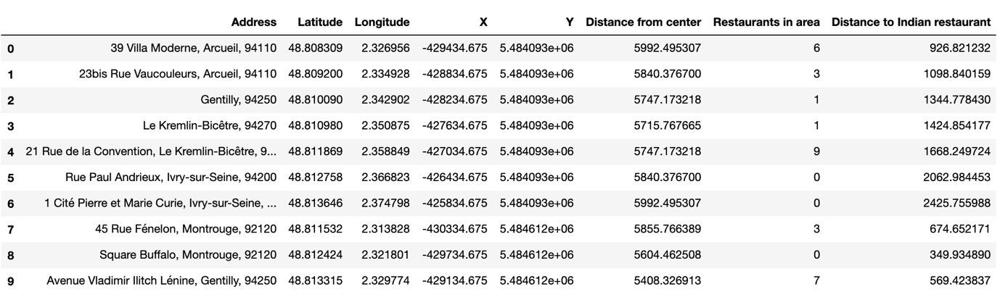 Address Latitude Longitude X Y Distance from center Restaurants in area Distance to Indian restaurant
0 39 Villa Moderne, Arcueil, 94110 48.808309 2.326956 -429434.675 5.484093e+06 5992.495307 6 926.821232
1 23bis Rue Vaucouleurs, Arcueil, 94110 48.809200 2.334928 -428834.675 5.484093e+06 5840.376700 3 1098.840159
2 Gentilly, 94250 48.810090 2.342902 -428234.675 5.484093e+06 5747.173218 1 1344.778430
3 Le Kremlin-Bicêtre, 94270 48.810980 2.350875 -427634.675 5.484093e+06 5715.767665 1 1424.854177
4 21 Rue de la Convention, Le Kremlin-Bicêtre, 9... 48.811869 2.358849 -427034.675 5.484093e+06 5747.173218 9 1668.249724
5 Rue Paul Andrieux, Ivry-sur-Seine, 94200 48.812758 2.366823 -426434.675 5.484093e+06 5840.376700 0 2062.984453
6 1 Cité Pierre et Marie Curie, Ivry-sur-Seine, ... 48.813646 2.374798 -425834.675 5.484093e+06 5992.495307 0 2425.755988
7 45 Rue Fénelon, Montrouge, 92120 48.811532 2.313828 -430334.675 5.484612e+06 5855.766389 3 674.652171
8 Square Buffalo, Montrouge, 92120 48.812424 2.321801 -429734.675 5.484612e+06 5604.462508 0 349.934890
9 Avenue Vladimir Ilitch Lénine, Gentilly, 94250 48.813315 2.329774 -429134.675 5.484612e+06 5408.326913 7 569.423837